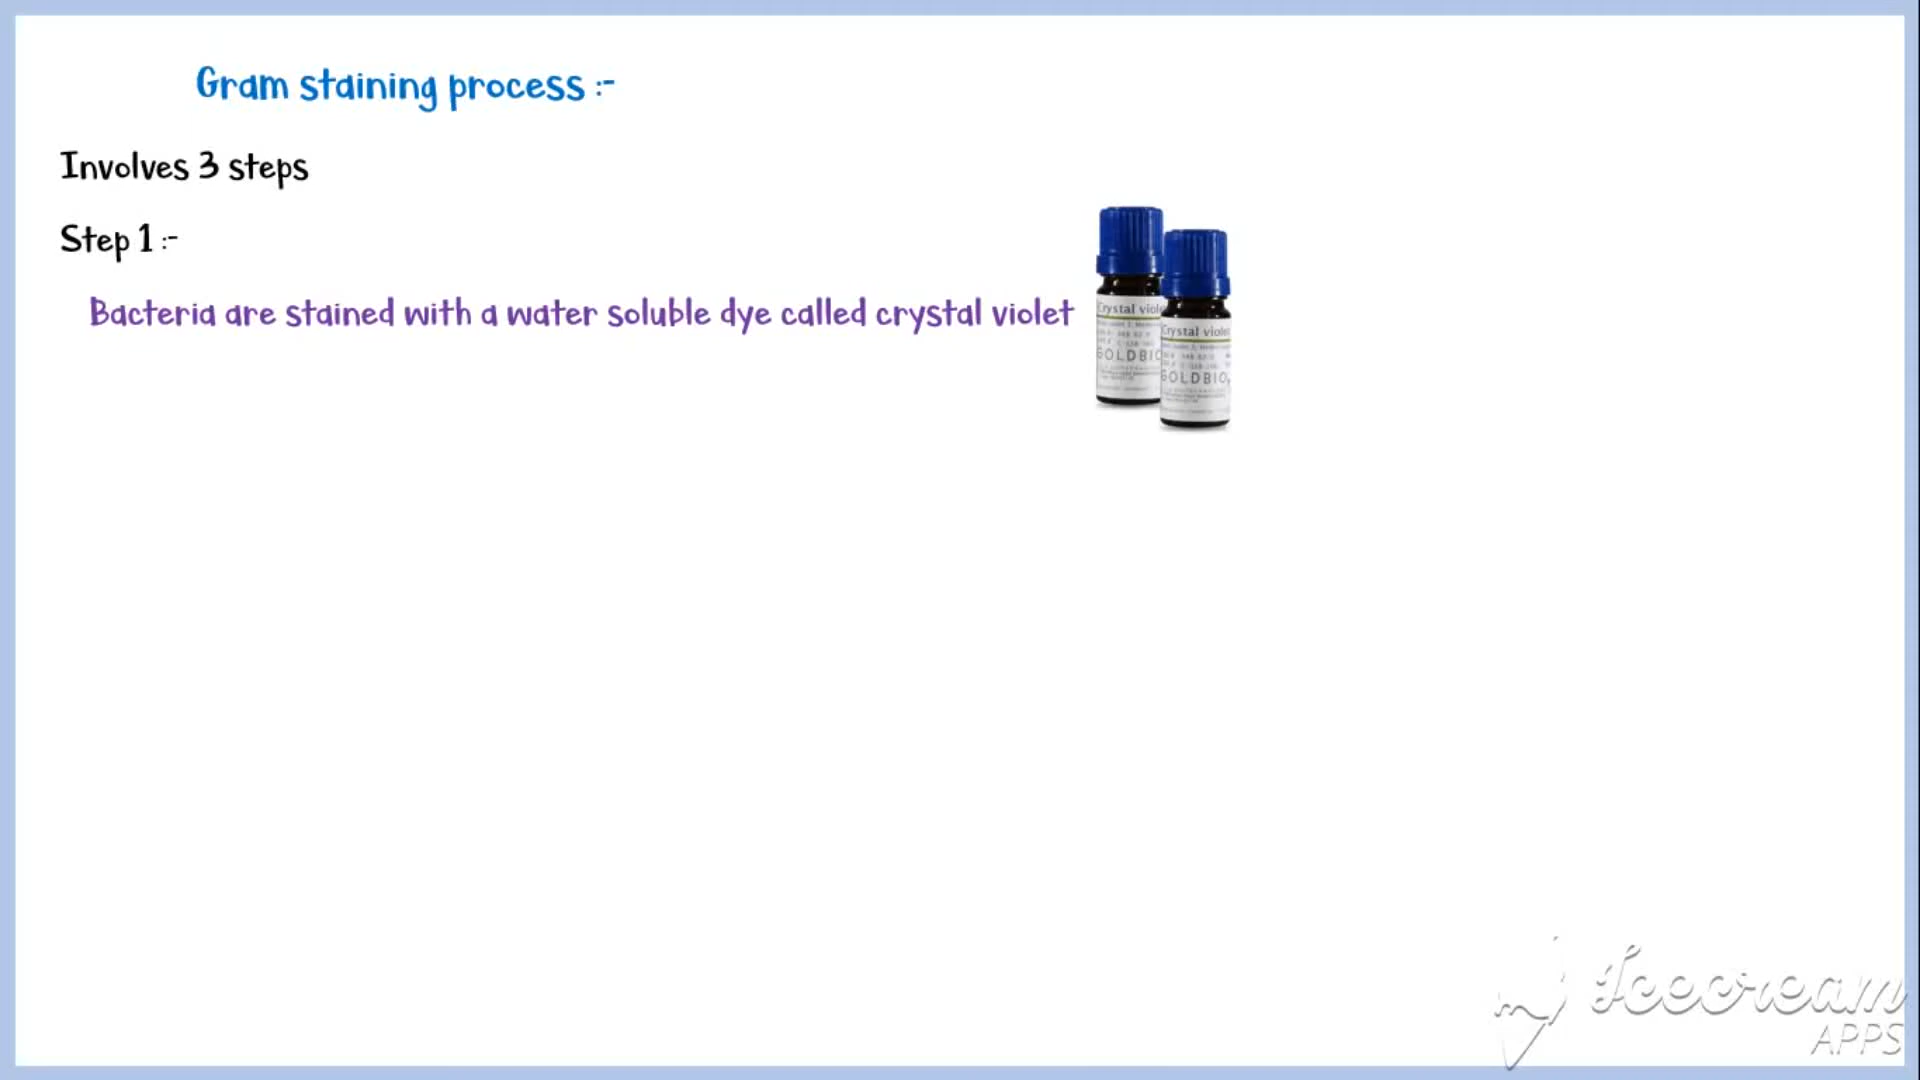 Gram staining process :-
Involves 3 steps
Step 1 :-
Bacteria are stained with a water soluble dye called crystal violet
Crystal viol
GOLDBIO
Crystal violet
GOLDBIO
Icecream
APPS